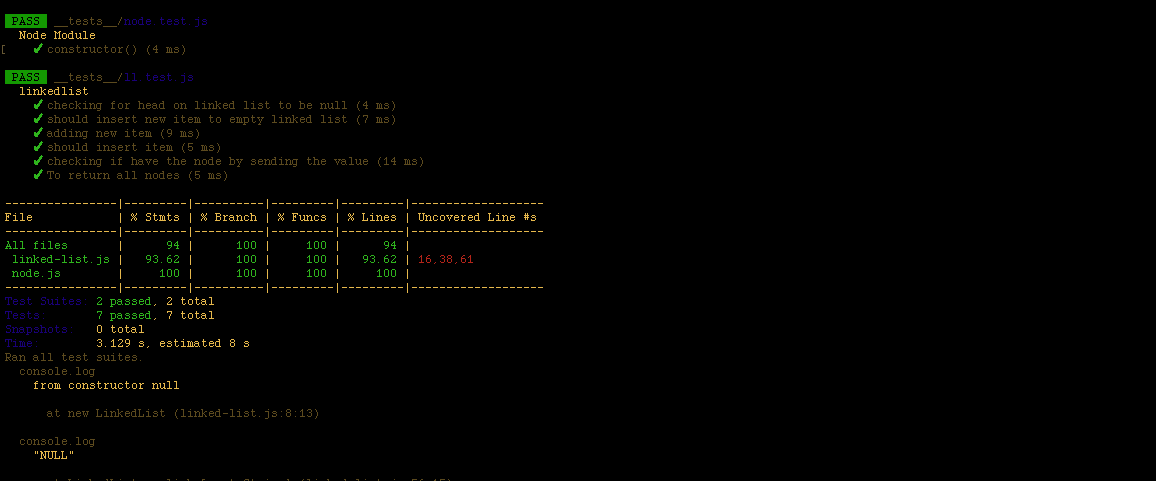 PASS __tests__/node.test.js
Node Module
[ ✓ constructor() (4 ms)
PASS __tests__/ll.test.js
linkedlist
✓ checking for head on linked list to be null (4 ms)
✓ should insert new item to empty linked list (7 ms)
✓ adding new item (9 ms)
✓ should insert item (5 ms)
✓ checking if have the node by sending the value (14 ms)
✓ To return all nodes (5 ms)
----------------|---------|----------|---------|---------|-------------------
File | % Stmts | % Branch | % Funcs | % Lines | Uncovered Line #s
----------------|---------|----------|---------|---------|-------------------
All files | 94 | 100 | 100 | 94 |
linked-list.js | 93.62 | 100 | 100 | 93.62 | 16,38,61
node.js | 100 | 100 | 100 | 100 |
----------------|---------|----------|---------|---------|-------------------
Test Suites: 2 passed, 2 total
Tests: 7 passed, 7 total
Snapshots: 0 total
Time: 3.129 s, estimated 8 s
Ran all test suites.
console.log
from constructor null
at new LinkedList (linked-list.js:8:13)
console.log
"NULL"